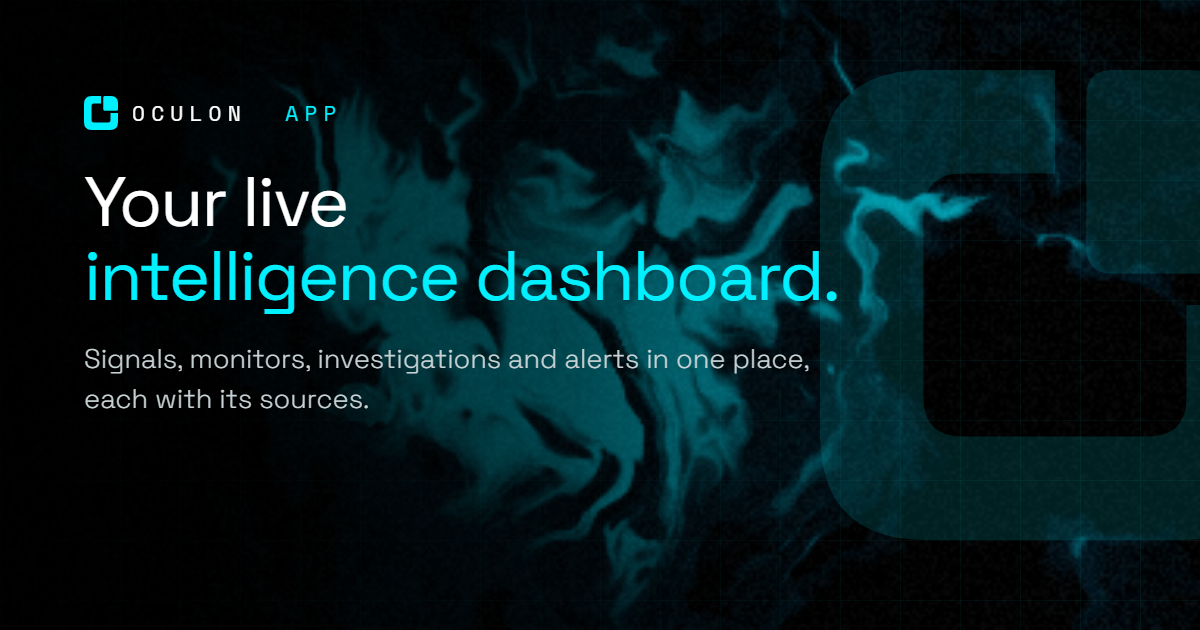 OCULON APP
Your live
intelligence dashboard.
Signals, monitors, investigations and alerts in one place,
each with its sources.